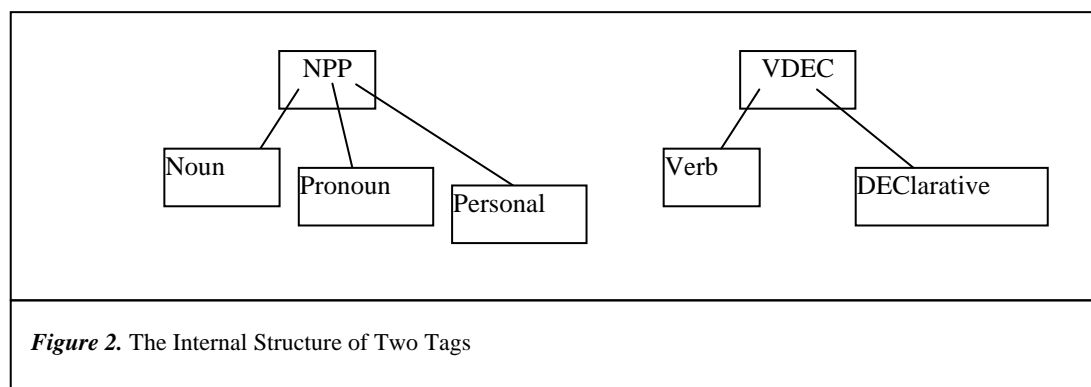 NPP
VDEC
Noun
Pronoun
Personal
Verb
DEClarative
Figure 2. The Internal Structure of Two Tags